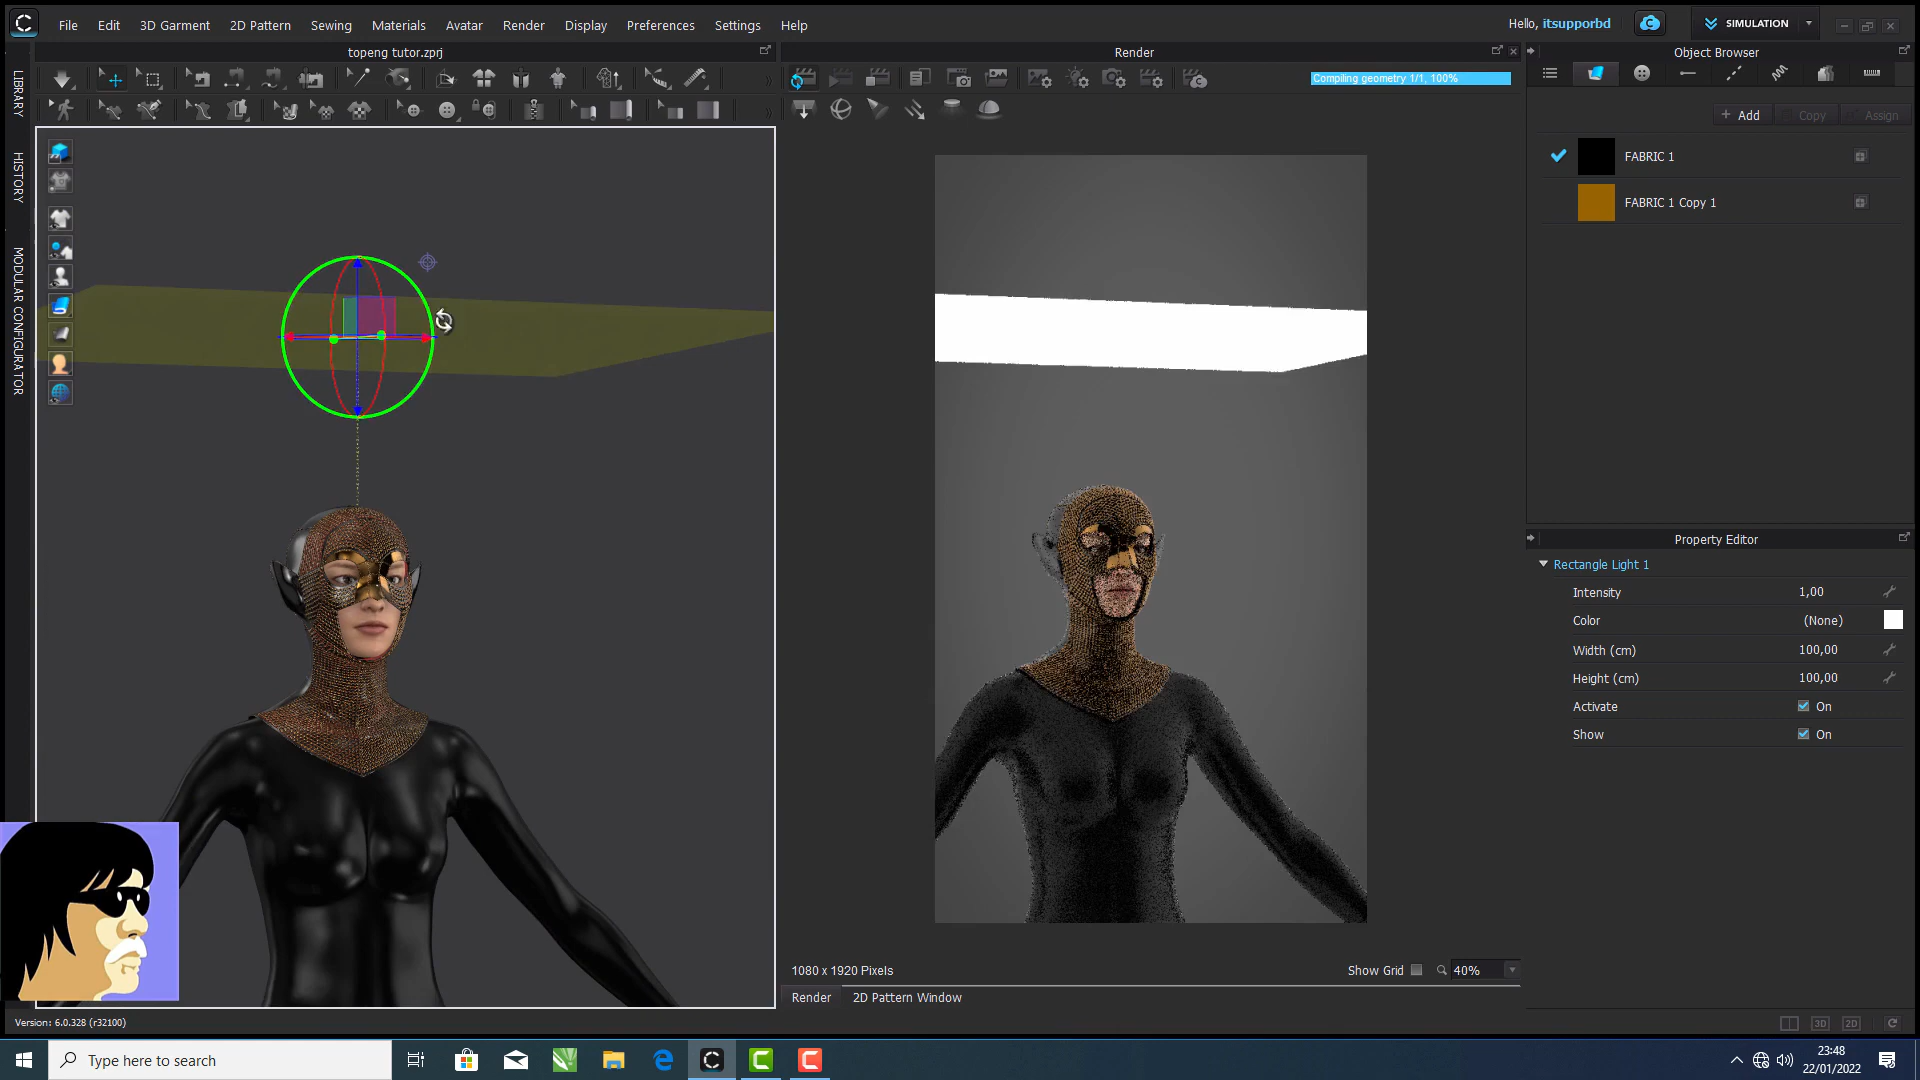 File Edit 3D Garment 2D Pattern Sewing Materials Avatar Render Display Preferences Settings Help
Hello, itsupporbd
SIMULATION
topeng tutor.zprj
Render
Object Browser
LIBRARY
HISTORY
MODULAR CONFIGURATOR
Compiling geometry 1/1, 100%
+ Add Copy Assign
FABRIC 1
FABRIC 1 Copy 1
Property Editor
Rectangle Light 1
Intensity 1,00
Color (None)
Width (cm) 100,00
Height (cm) 100,00
Activate On
Show On
1080 x 1920 Pixels
Show Grid
40%
Render 2D Pattern Window
Version: 6.0.328 (r32100)
3D 2D
Type here to search
23:48
22/01/2022